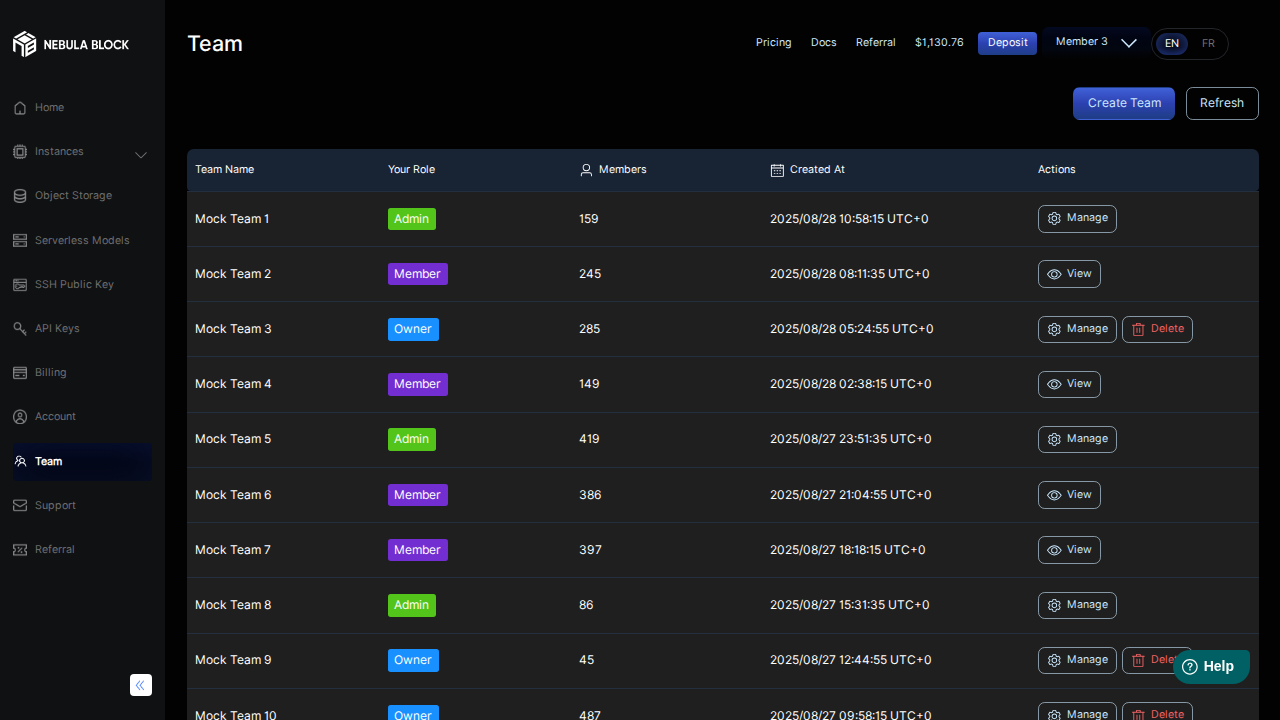 NEBULA BLOCK
Team
Pricing Docs Referral $1,130.76 Deposit Member 3 EN FR
Home
Instances
Object Storage
Serverless Models
SSH Public Key
API Keys
Billing
Account
Team
Support
Referral
Create Team Refresh
Team Name Your Role Members Created At Actions
Mock Team 1 Admin 159 2025/08/28 10:58:15 UTC+0 Manage
Mock Team 2 Member 245 2025/08/28 08:11:35 UTC+0 View
Mock Team 3 Owner 285 2025/08/28 05:24:55 UTC+0 Manage Delete
Mock Team 4 Member 149 2025/08/28 02:38:15 UTC+0 View
Mock Team 5 Admin 419 2025/08/27 23:51:35 UTC+0 Manage
Mock Team 6 Member 386 2025/08/27 21:04:55 UTC+0 View
Mock Team 7 Member 397 2025/08/27 18:18:15 UTC+0 View
Mock Team 8 Admin 86 2025/08/27 15:31:35 UTC+0 Manage
Mock Team 9 Owner 45 2025/08/27 12:44:55 UTC+0 Manage Delete
Mock Team 10 Owner 487 2025/08/27 09:58:15 UTC+0 Manage Delete
Help